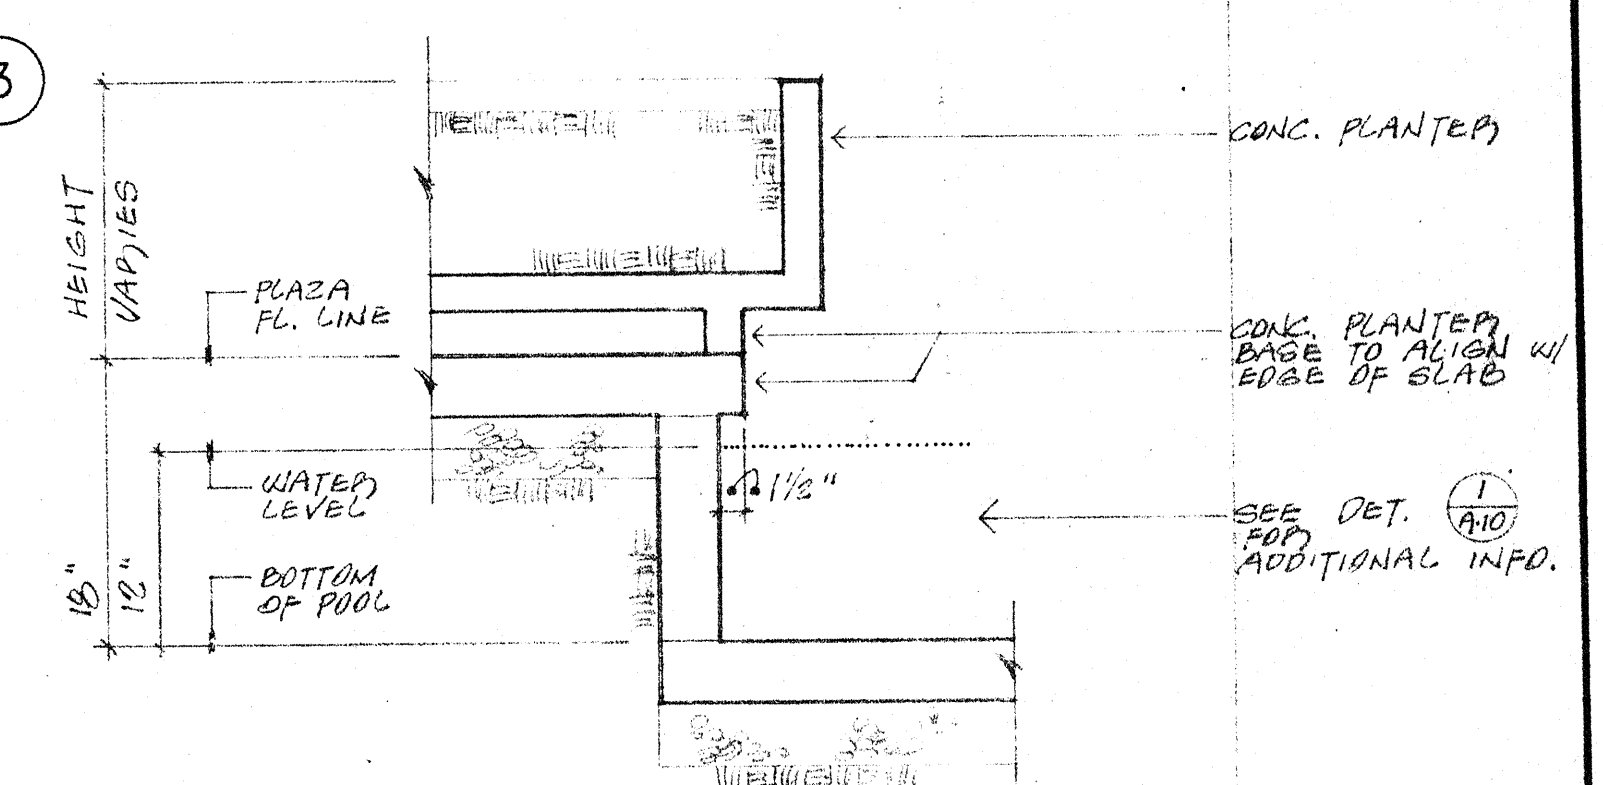 3
CONC. PLANTER
HEIGHT
VARIES
PLAZA
FL. LINE
CONC. PLANTER
BASE TO ALIGN W/
EDGE OF SLAB
WATER
LEVEL
1½"
SEE DET. 1
A·10
FOR
ADDITIONAL INFO.
18"
12"
BOTTOM
OF POOL